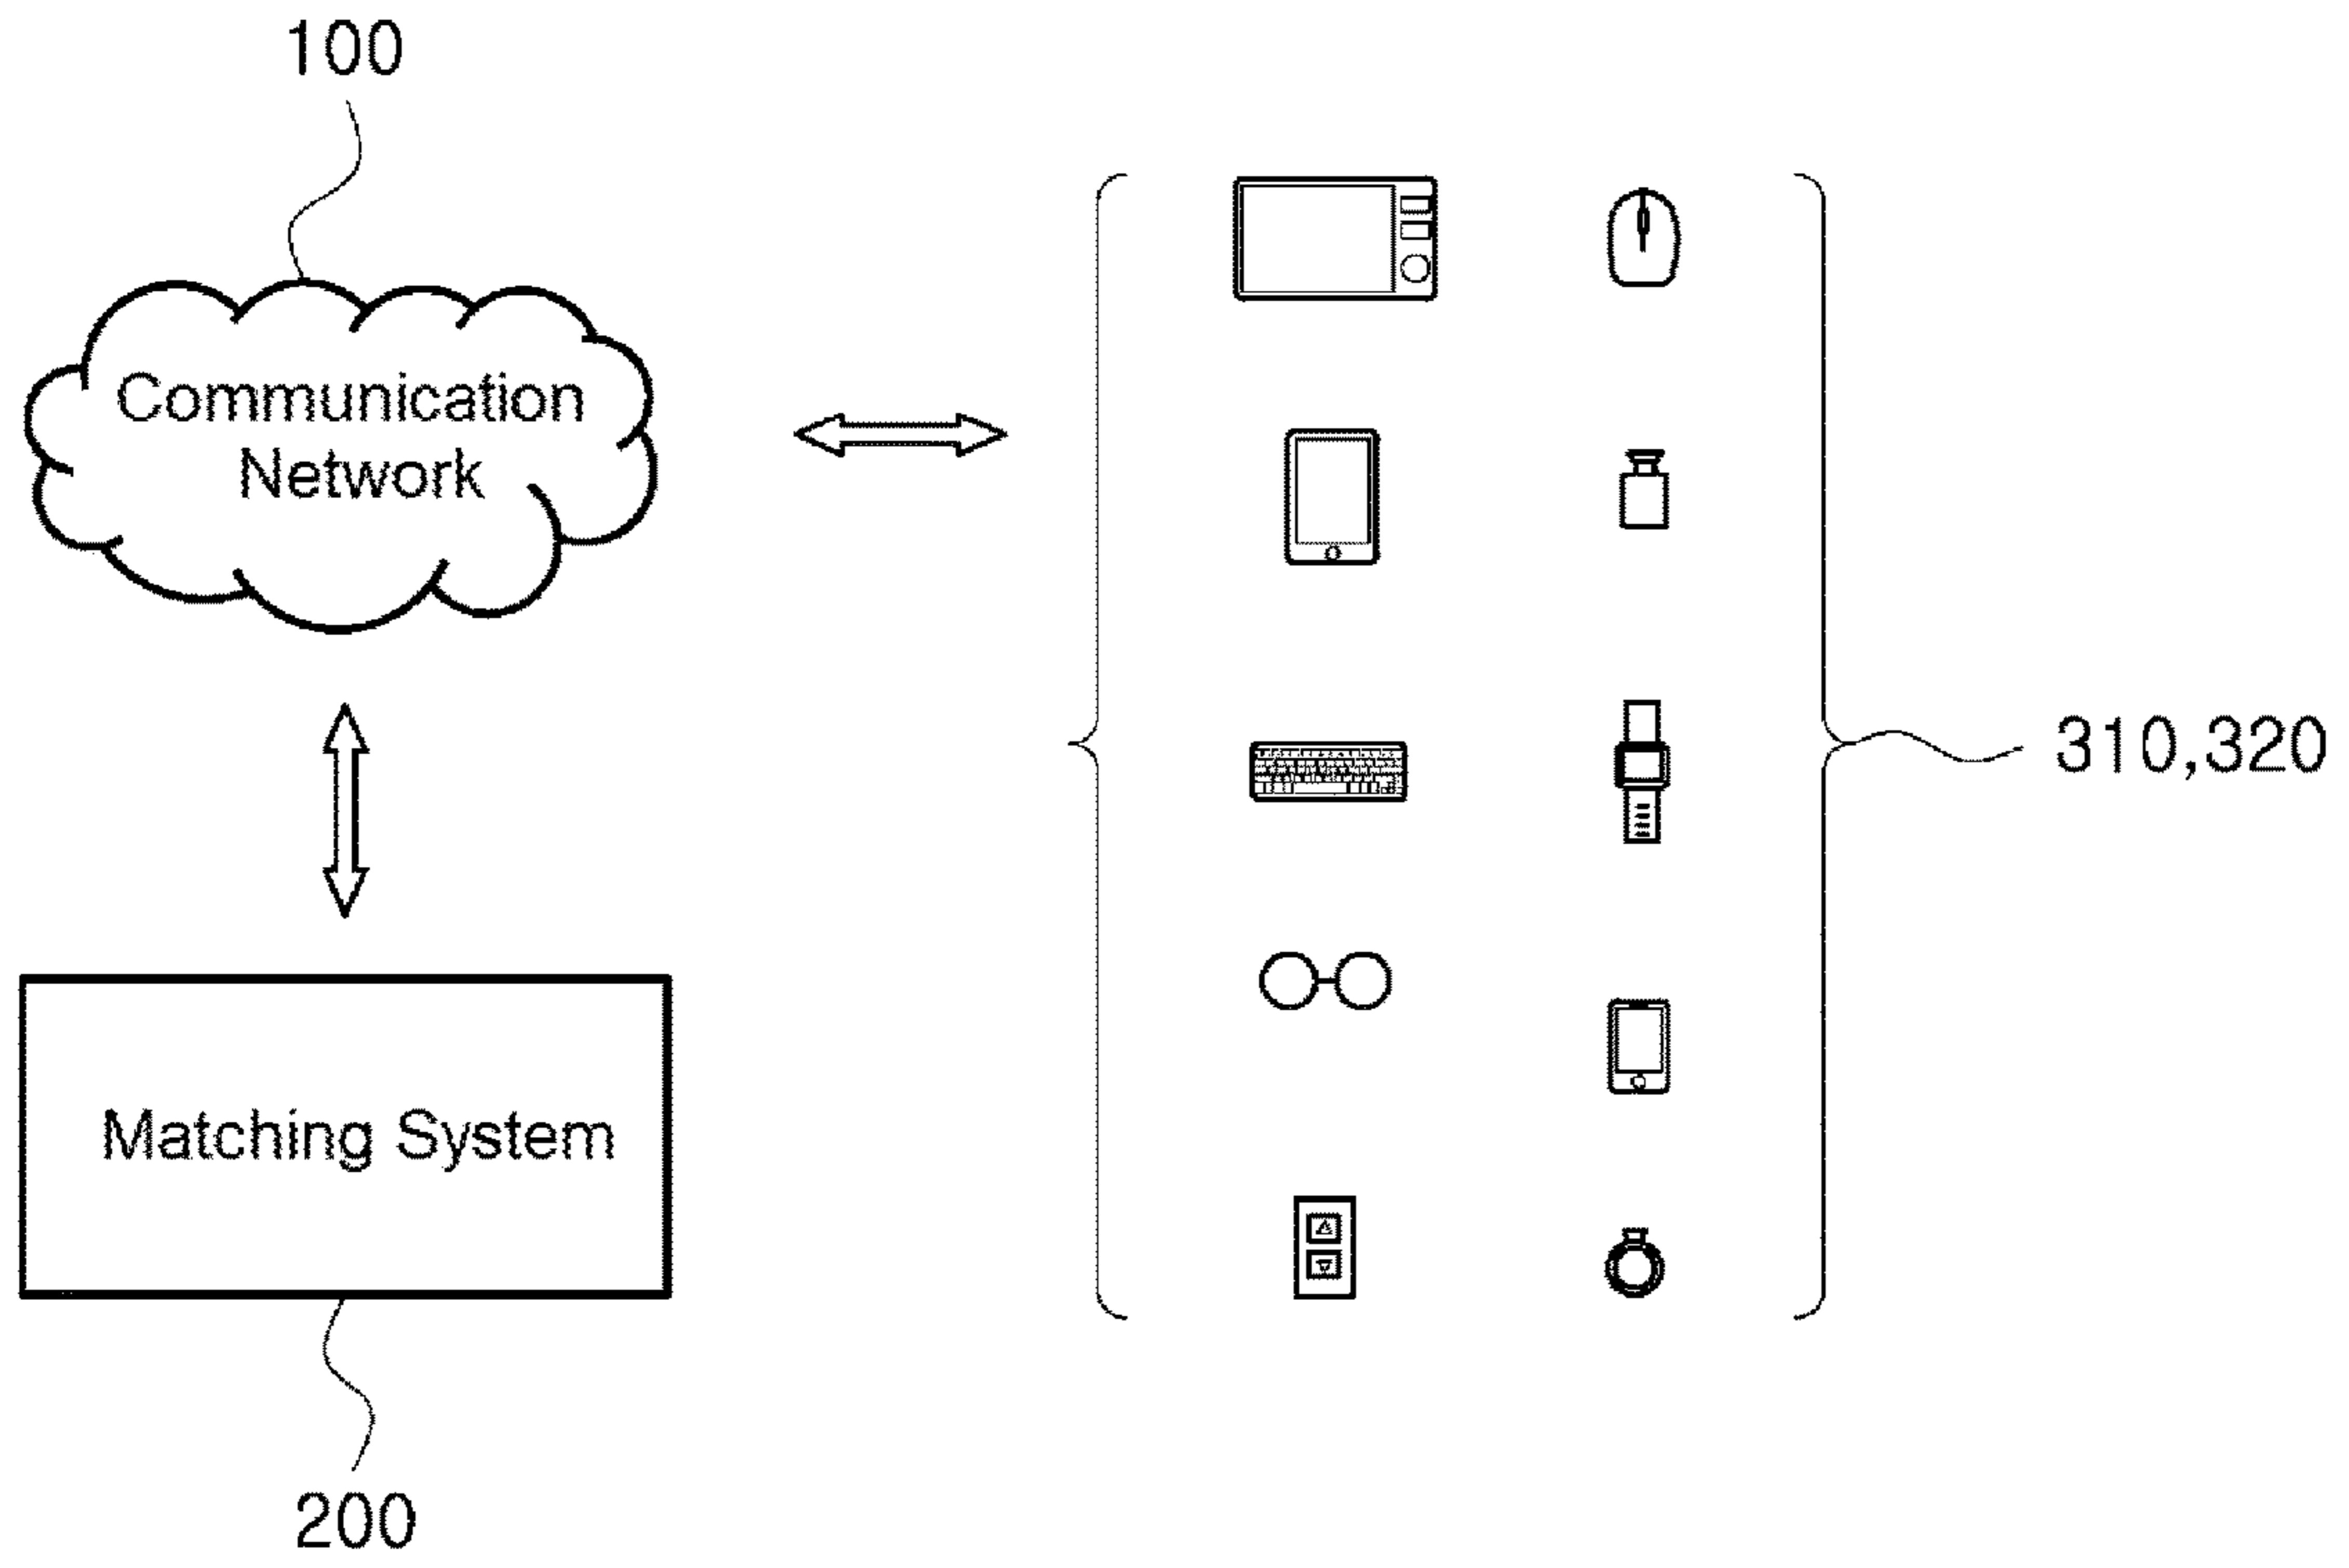 100
Communication
Network
310,320
Matching System
200